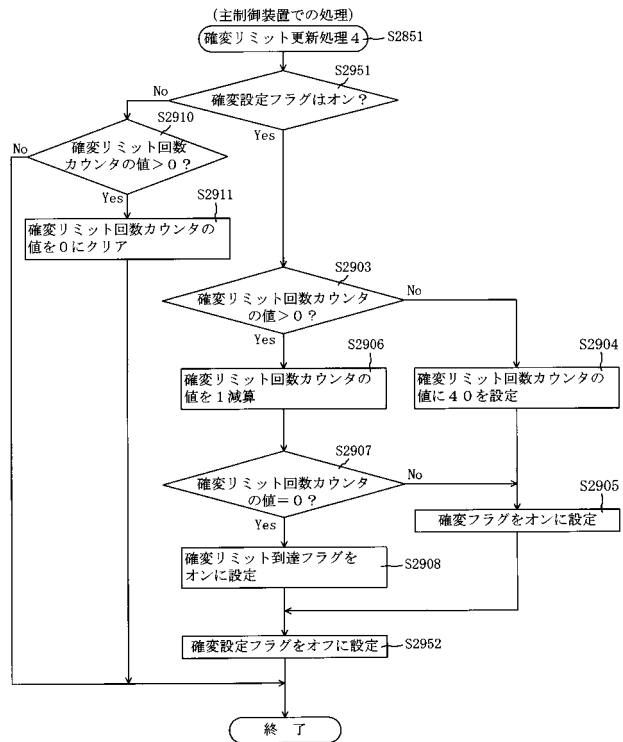 (主制御装置での処理)
確変リミット更新処理4
S2851
S2951
確変設定フラグはオン?
No
Yes
S2910
確変リミット回数
カウンタの値>0?
No
Yes
S2911
確変リミット回数カウンタの
値を0にクリア
S2903
確変リミット回数カウンタ
の値>0?
No
Yes
S2906
確変リミット回数カウンタの
値を1減算
S2904
確変リミット回数カウンタの
値に40を設定
S2907
確変リミット回数カウンタ
の値=0?
No
Yes
S2905
確変フラグをオンに設定
確変リミット到達フラグを
オンに設定
S2908
確変設定フラグをオフに設定
S2952
終 了